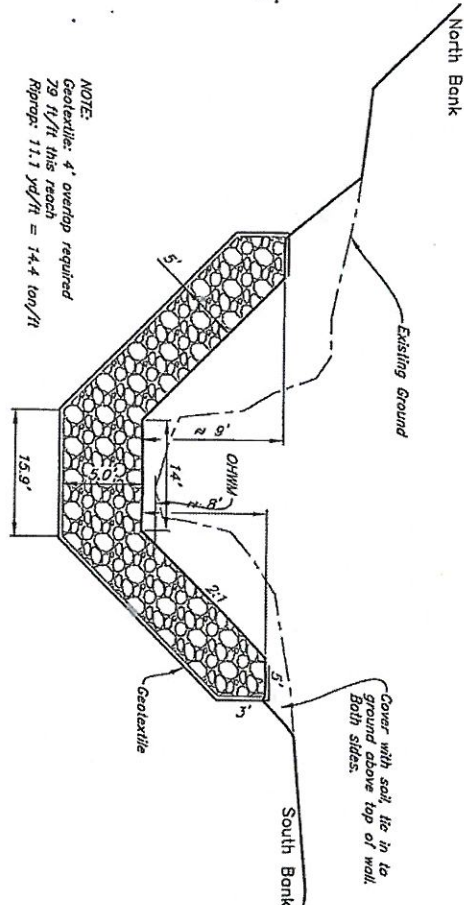 North Bank
Existing Ground
Cover with soil, tie in to
ground above top of wall.
Both sides.
South Bank
5'
≈ 9'
14'
OHWM
≈ 8'
5.0'
2:1
5'
3'
15.9'
Geotextile
NOTE:
Geotextile: 4' overlap required
79 ft/ft this reach
Riprap: 11.1 yd/ft = 14.4 ton/ft